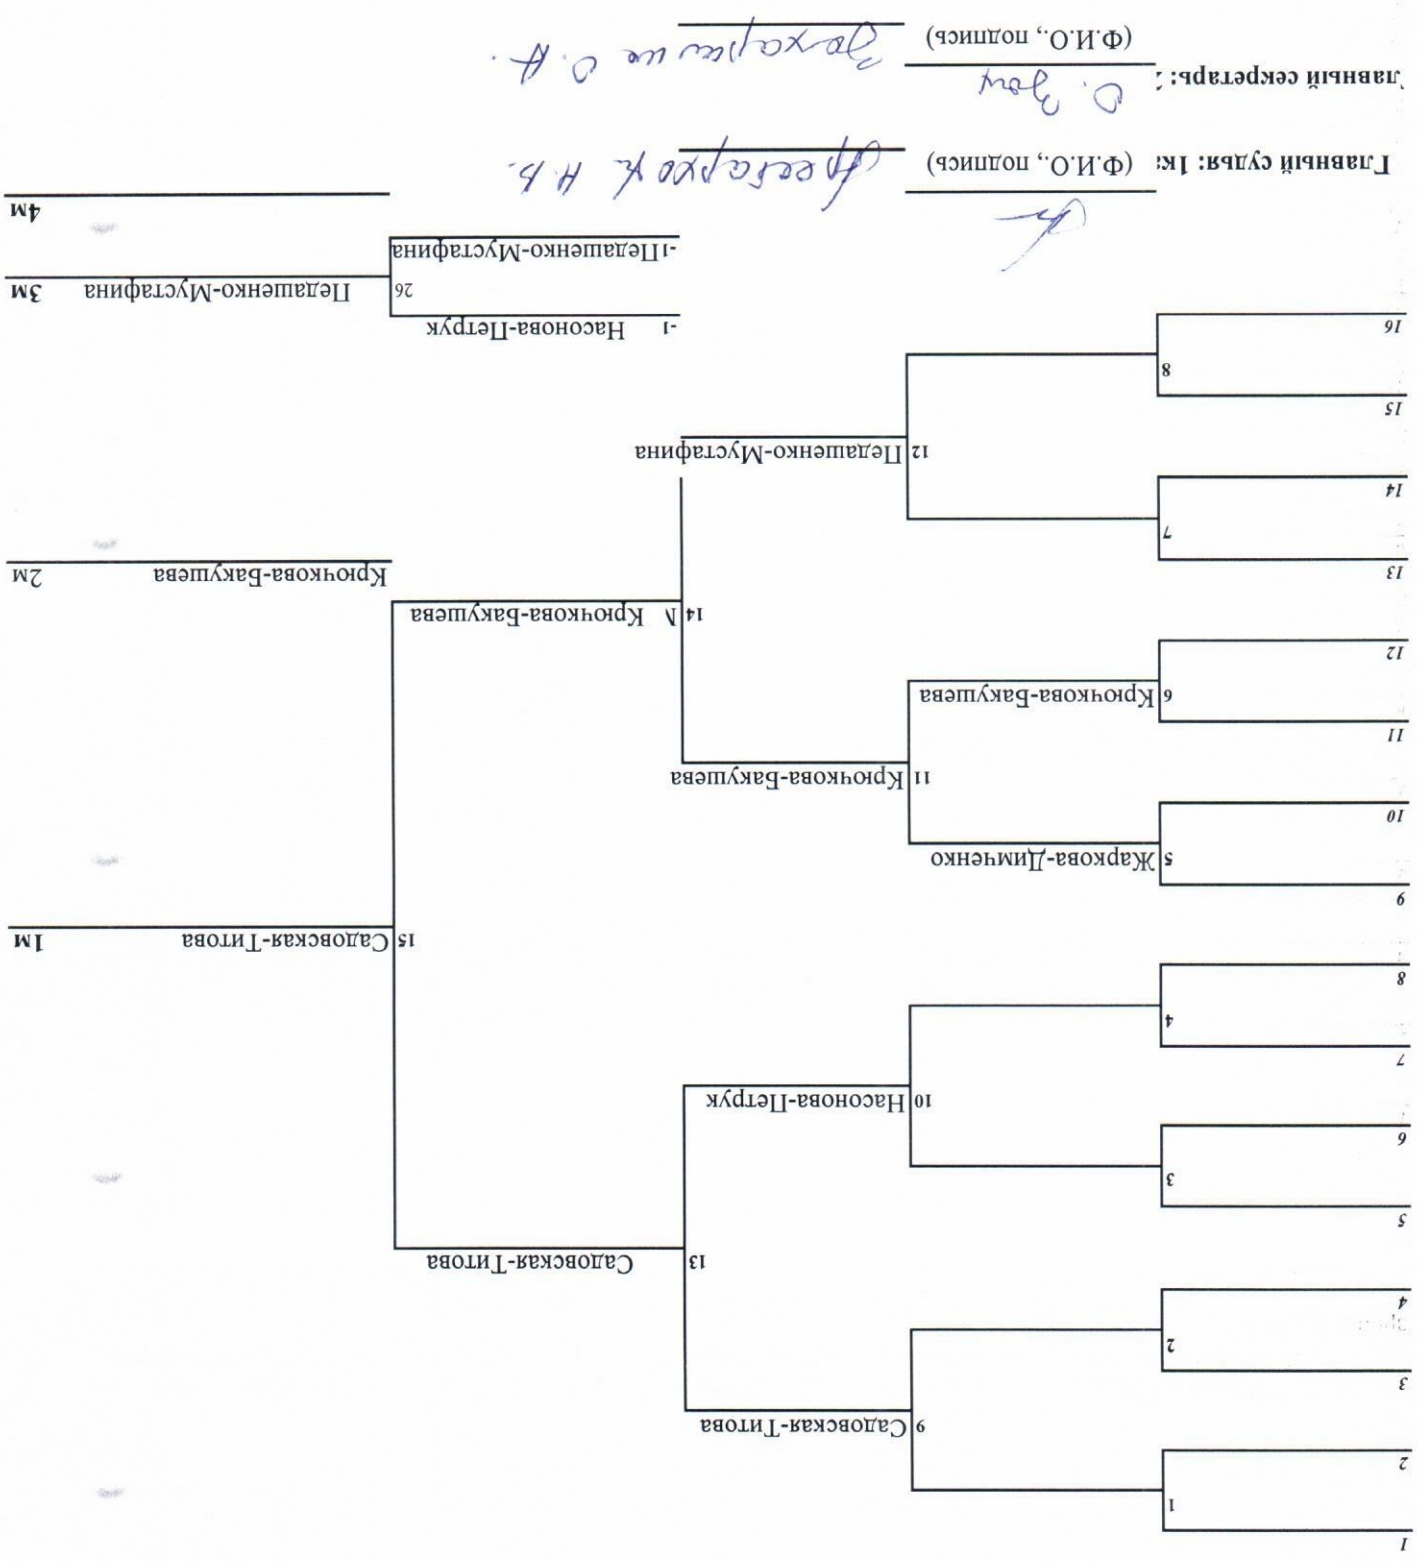 1
1
2
9 Садовская-Титова
3
2
4
13 Садовская-Титова
5
3
6
10 Насонова-Петрук
7
4
8
15 Садовская-Титова 1м
9
5 Жаркова-Димченко
10
11 Крючкова-Бакушева
11
6 Крючкова-Бакушева
12
14 Крючкова-Бакушева
Крючкова-Бакушева 2м
13
7
14
12 Педашенко-Мустафина
15
8
16
-1 Насонова-Петрук
26 Педашенко-Мустафина 3м
-1 Педашенко-Мустафина
4м
Главный судья: 1ка (Ф.И.О., подпись)
Главный секретарь: (Ф.И.О., подпись)